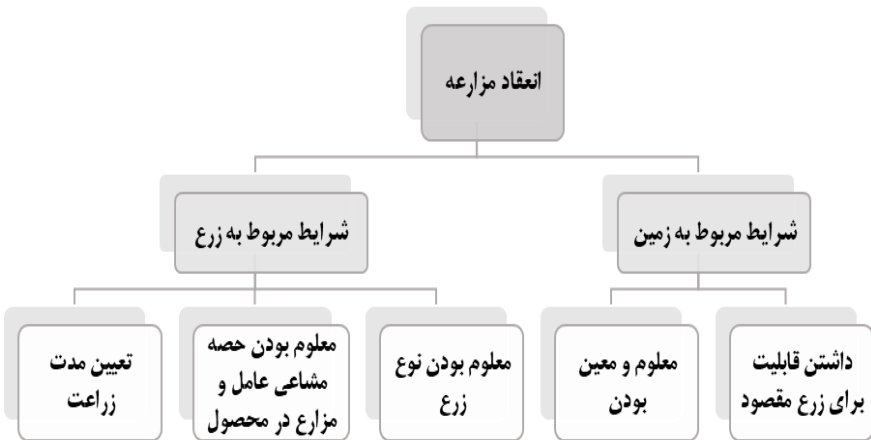 انعقاد مزارعه
شرایط مربوط به زمین
شرایط مربوط به زرع
داشتن قابلیت
برای زرع مقصود
معلوم و معین
بودن
معلوم بودن نوع
زرع
معلوم بودن حصه
مشاعی عامل و
مزارع در محصول
تعیین مدت
زراعت